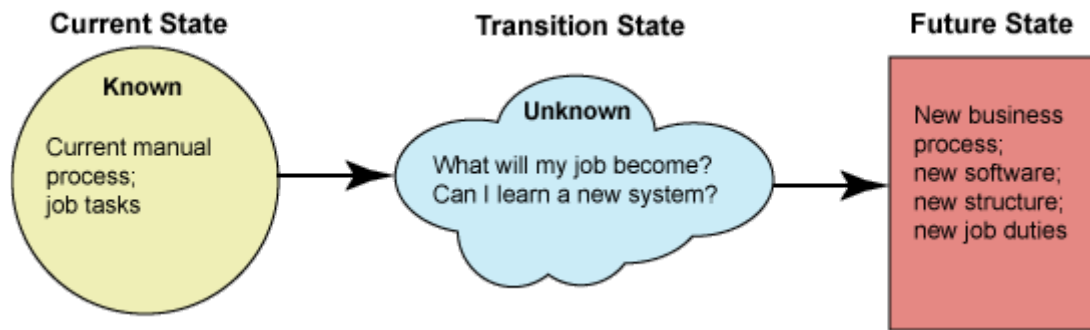 Current State
Known
Current manual
process;
job tasks
Transition State
Unknown
What will my job become?
Can I learn a new system?
Future State
New business
process;
new software;
new structure;
new job duties